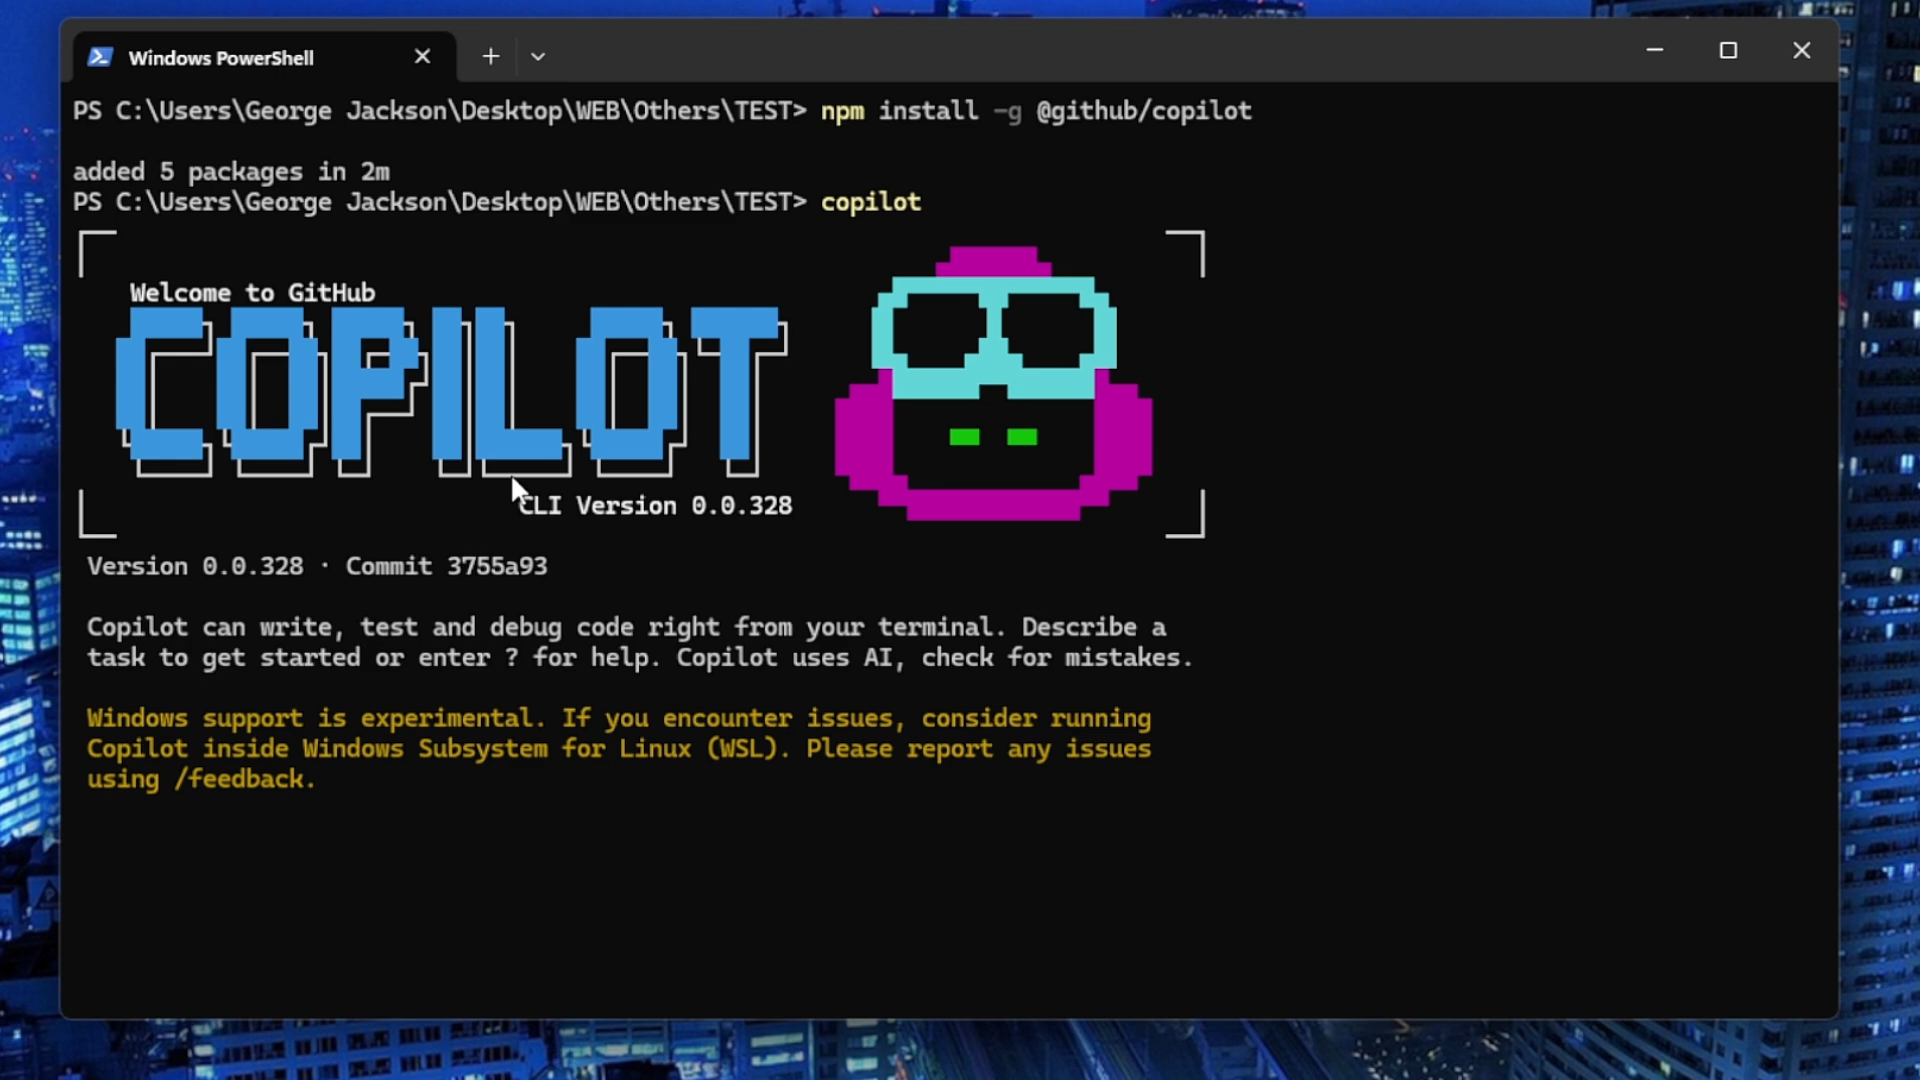 Windows PowerShell
PS C:\Users\George Jackson\Desktop\WEB\Others\TEST> npm install -g @github/copilot
added 5 packages in 2m
PS C:\Users\George Jackson\Desktop\WEB\Others\TEST> copilot
Welcome to GitHub
COPILOT
CLI Version 0.0.328
Version 0.0.328 · Commit 3755a93
Copilot can write, test and debug code right from your terminal. Describe a
task to get started or enter ? for help. Copilot uses AI, check for mistakes.
Windows support is experimental. If you encounter issues, consider running
Copilot inside Windows Subsystem for Linux (WSL). Please report any issues
using /feedback.